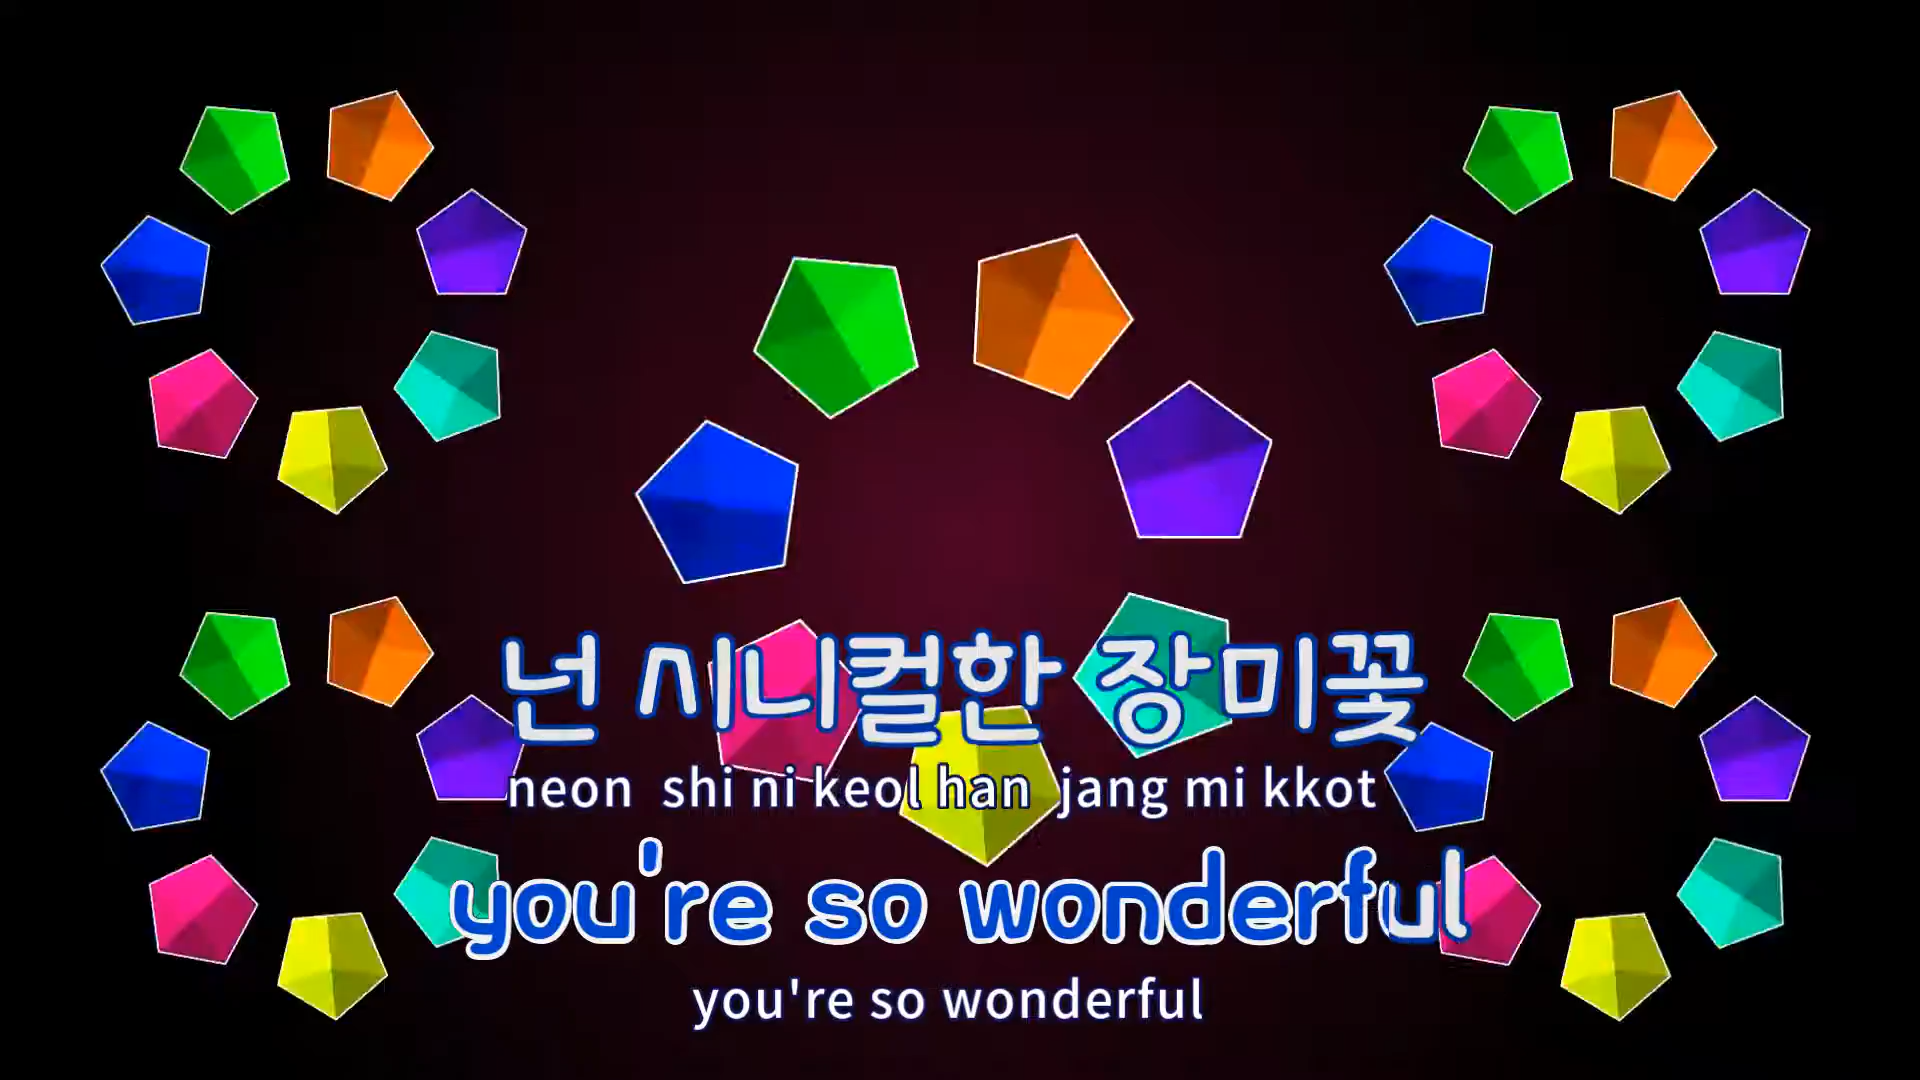 넌 시니컬한 장미꽃
neon shi ni keol han jang mi kkot
you're so wonderful
you're so wonderful